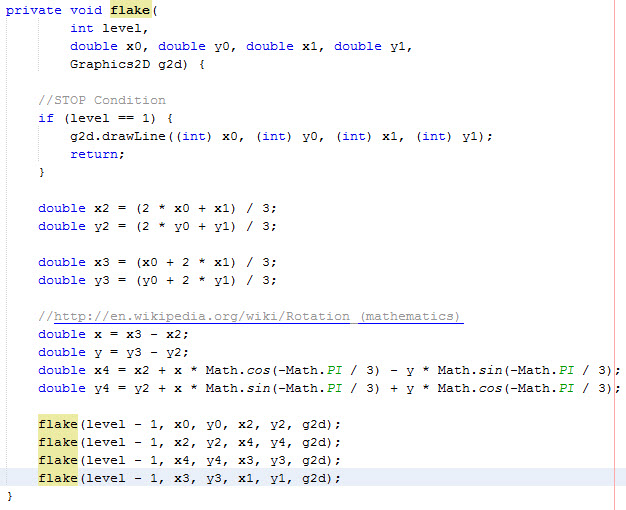 private void flake(
        int level,
        double x0, double y0, double x1, double y1,
        Graphics2D g2d) {

    //STOP Condition
    if (level == 1) {
        g2d.drawLine((int) x0, (int) y0, (int) x1, (int) y1);
        return;
    }

    double x2 = (2 * x0 + x1) / 3;
    double y2 = (2 * y0 + y1) / 3;

    double x3 = (x0 + 2 * x1) / 3;
    double y3 = (y0 + 2 * y1) / 3;

    //http://en.wikipedia.org/wiki/Rotation_(mathematics)
    double x = x3 - x2;
    double y = y3 - y2;
    double x4 = x2 + x * Math.cos(-Math.PI / 3) - y * Math.sin(-Math.PI / 3);
    double y4 = y2 + x * Math.sin(-Math.PI / 3) + y * Math.cos(-Math.PI / 3);

    flake(level - 1, x0, y0, x2, y2, g2d);
    flake(level - 1, x2, y2, x4, y4, g2d);
    flake(level - 1, x4, y4, x3, y3, g2d);
    flake(level - 1, x3, y3, x1, y1, g2d);
}